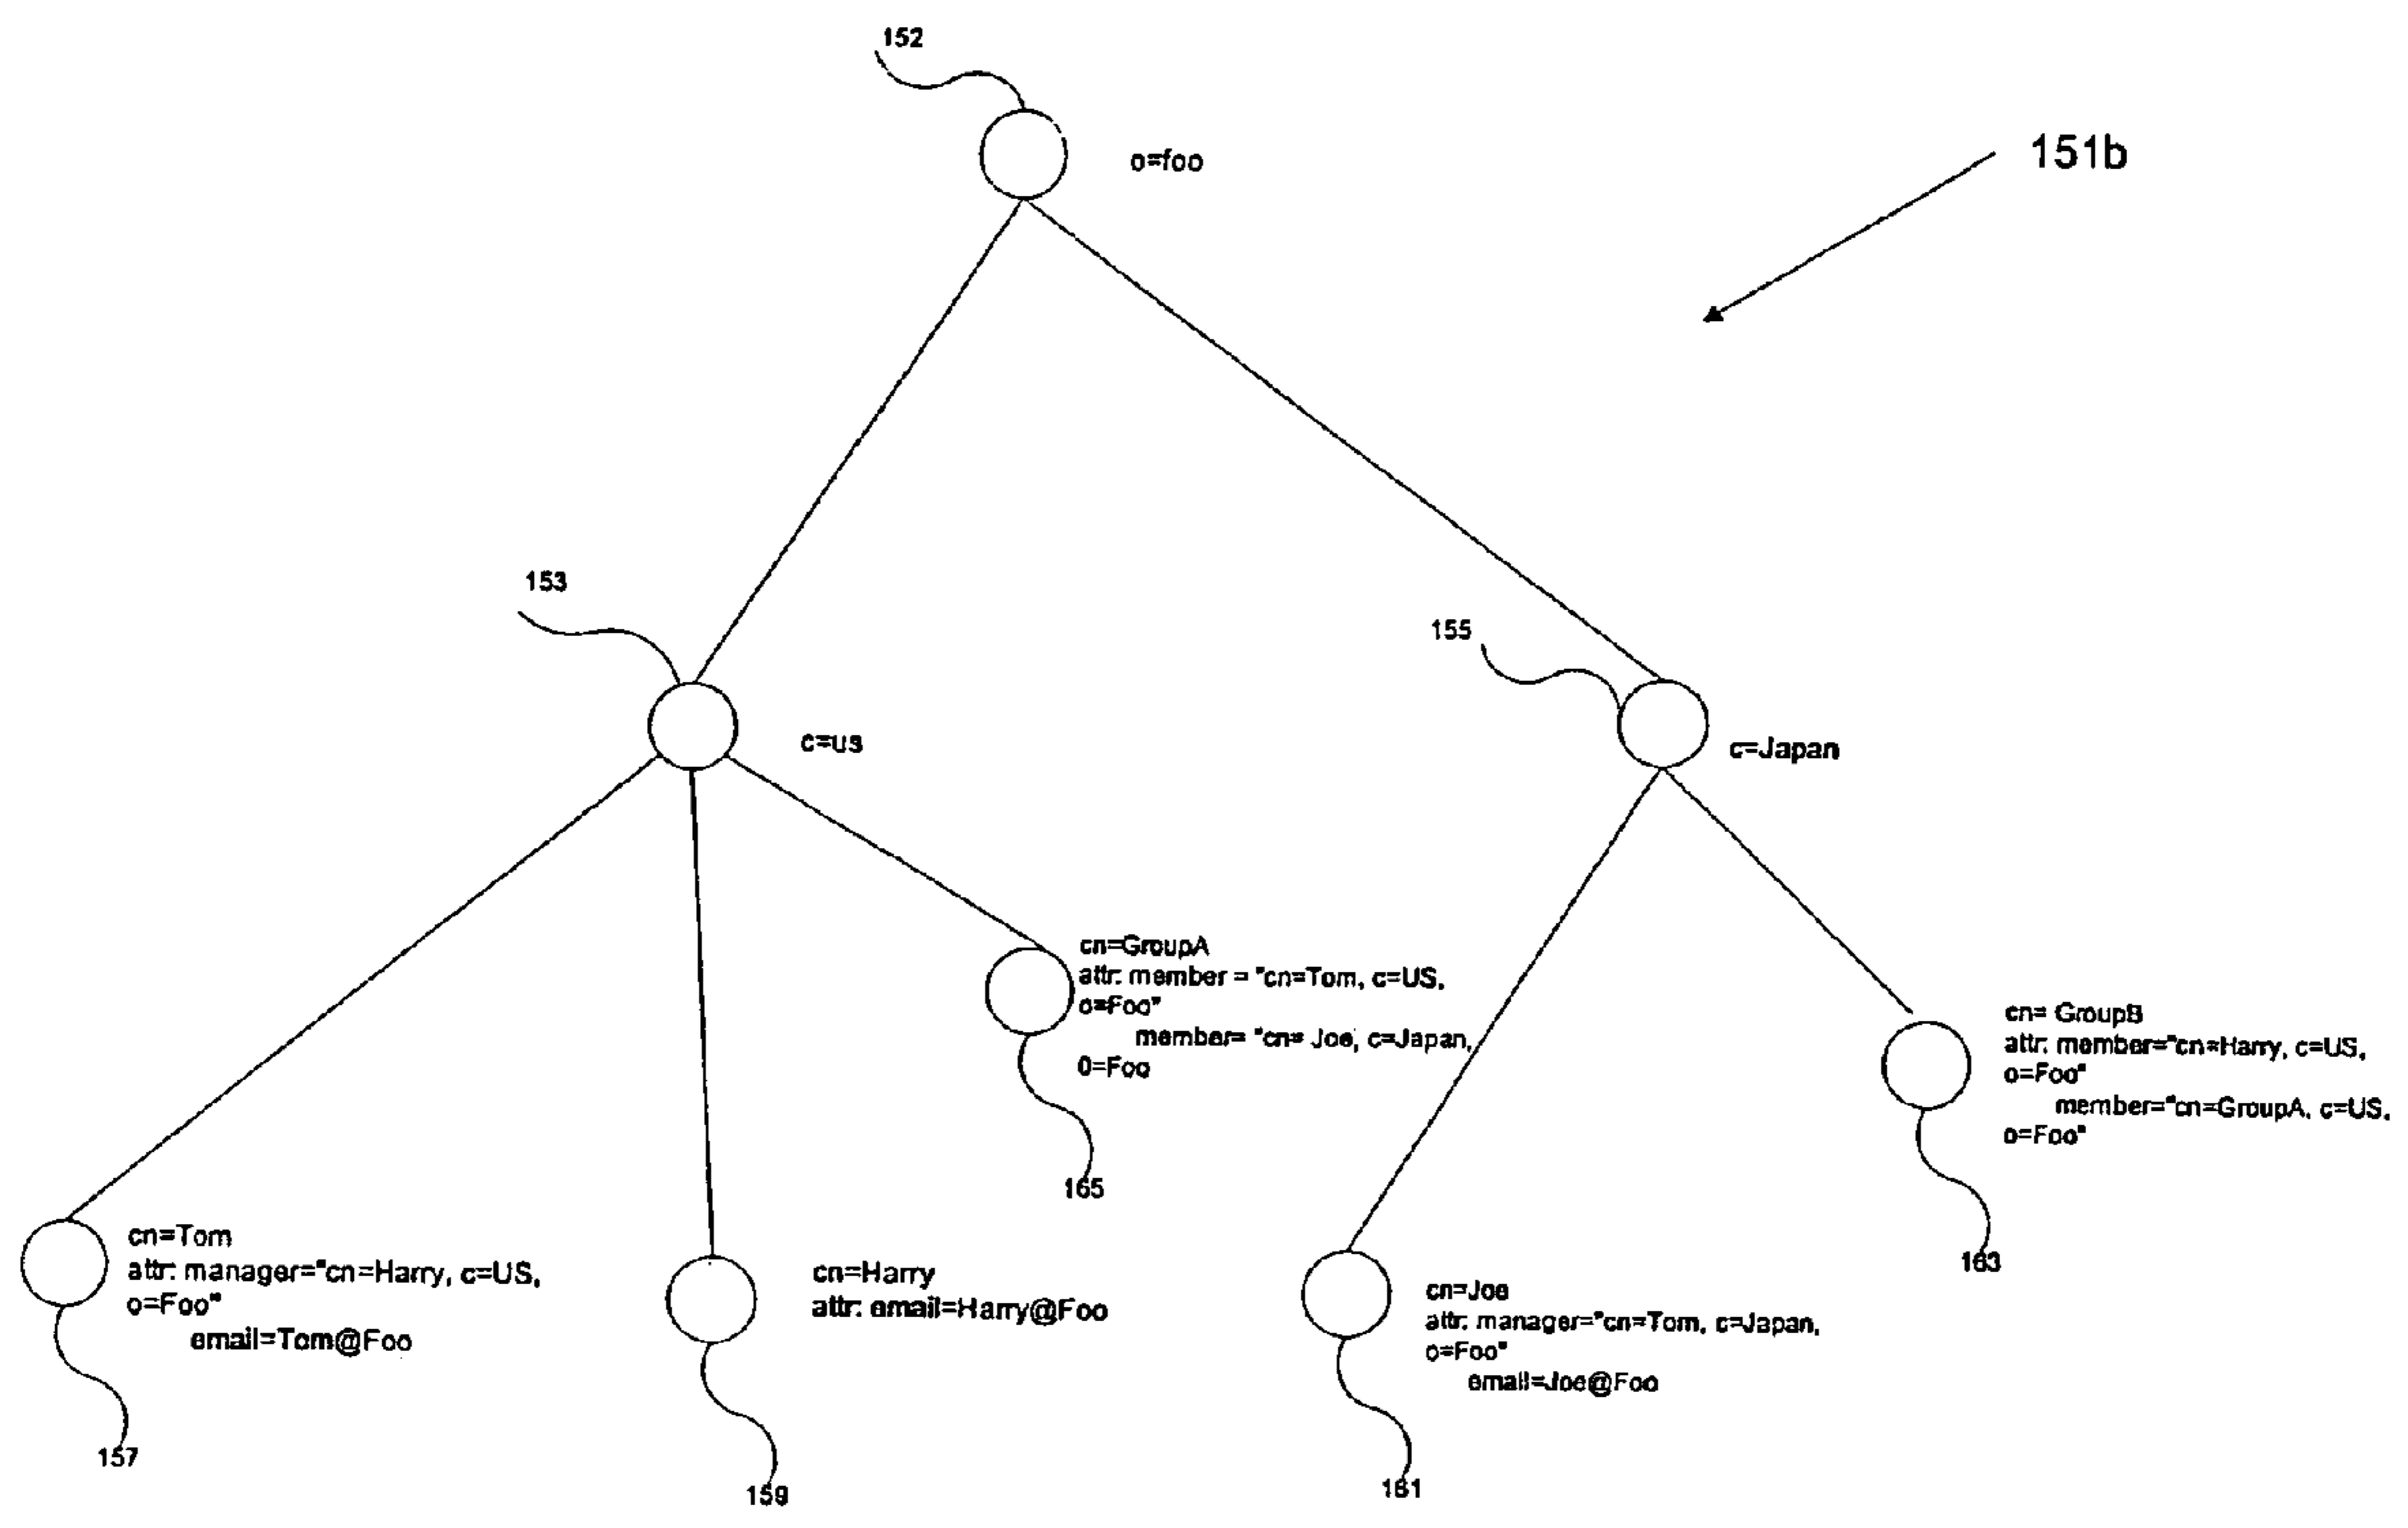 152
o=foo
151b
153
c=us
155
c=Japan
cn=GroupA
attr: member = "cn=Tom, c=US,
o=Foo"
member= "cn= Joe, c=Japan,
0=Foo
165
cn= GroupB
attr: member="cn=Harry, c=US,
o=Foo"
member="cn=GroupA, c=US,
o=Foo"
163
cn=Tom
attr: manager="cn=Harry, c=US,
o=Foo"
email=Tom@Foo
157
cn=Harry
attr: email=Harry@Foo
159
cn=Joe
attr: manager="cn=Tom, c=Japan,
o=Foo"
email=Joe@Foo
161